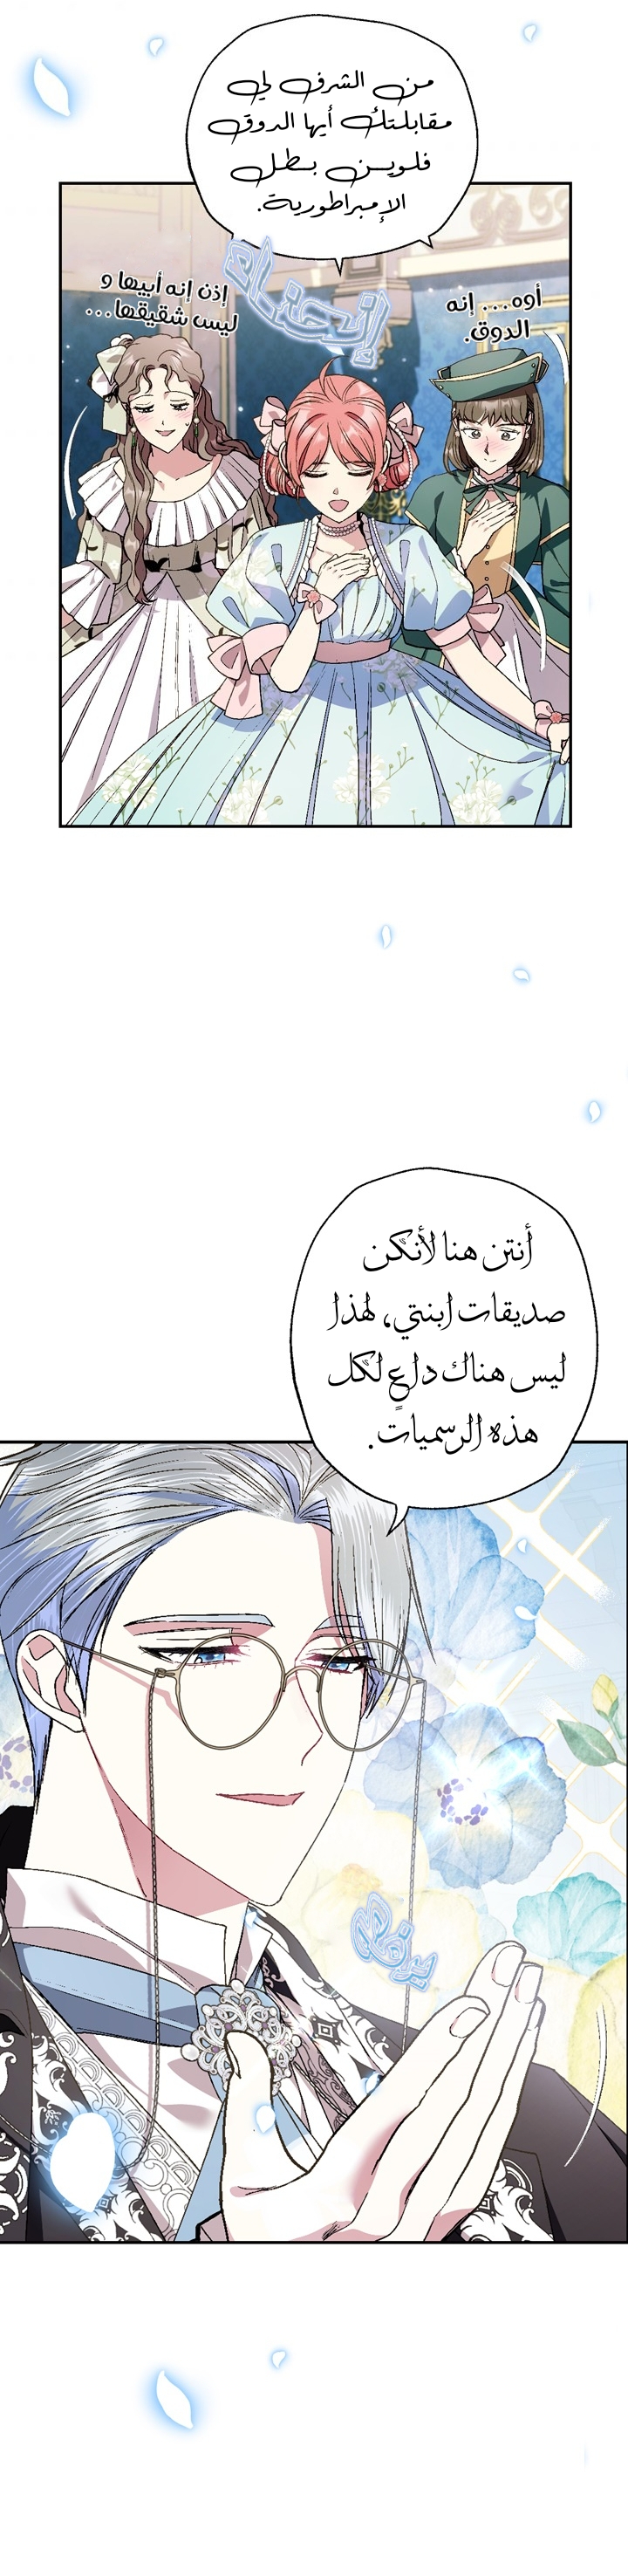 من الشرف لي
مقابلتك أيها الدوق
فلوين بطل
الإمبراطورية.
أوه... إنه
الدوق.
إنحناء
إذن إنه أبيها و
ليس شقيقها...
أنتن هنا لأنكن
صديقات ابنتي، لهذا
ليس هناك داعٍ لكل
هذه الرسميات.
يرفع